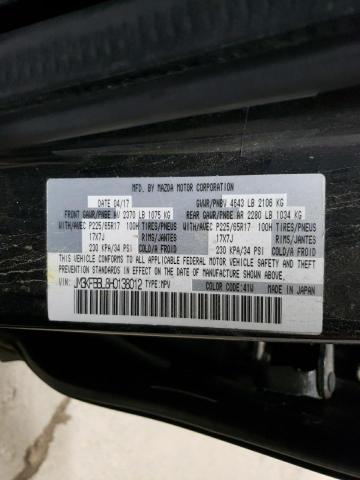 MFD. BY MAZDA MOTOR CORPORATION
DATE 04/17 GVWR/PNBV 4643 LB 2106 KG
FRONT GAWR/PNBE AV 2370 LB 1075 KG REAR GAWR/PNBE AR 2280 LB 1034 KG
WITH/AVEC P225/65R17 100H TIRES/PNEUS WITH/AVEC P225/65R17 100H TIRES/PNEUS
17X7J RIMS/JANTES 17X7J RIMS/JANTES
230 KPA/34 PSI COLD/A FROID 230 KPA/34 PSI COLD/A FROID
THIS VEHICLE CONFORMS TO ALL APPLICABLE FEDERAL MOTOR VEHICLE SAFETY
AND THEFT PREVENTION STANDARDS IN EFFECT ON THE DATE OF MANUFACTURE SHOWN ABOVE.
VIN: TYPE:MPV COLOR CODE:41W
MADE IN JAPAN